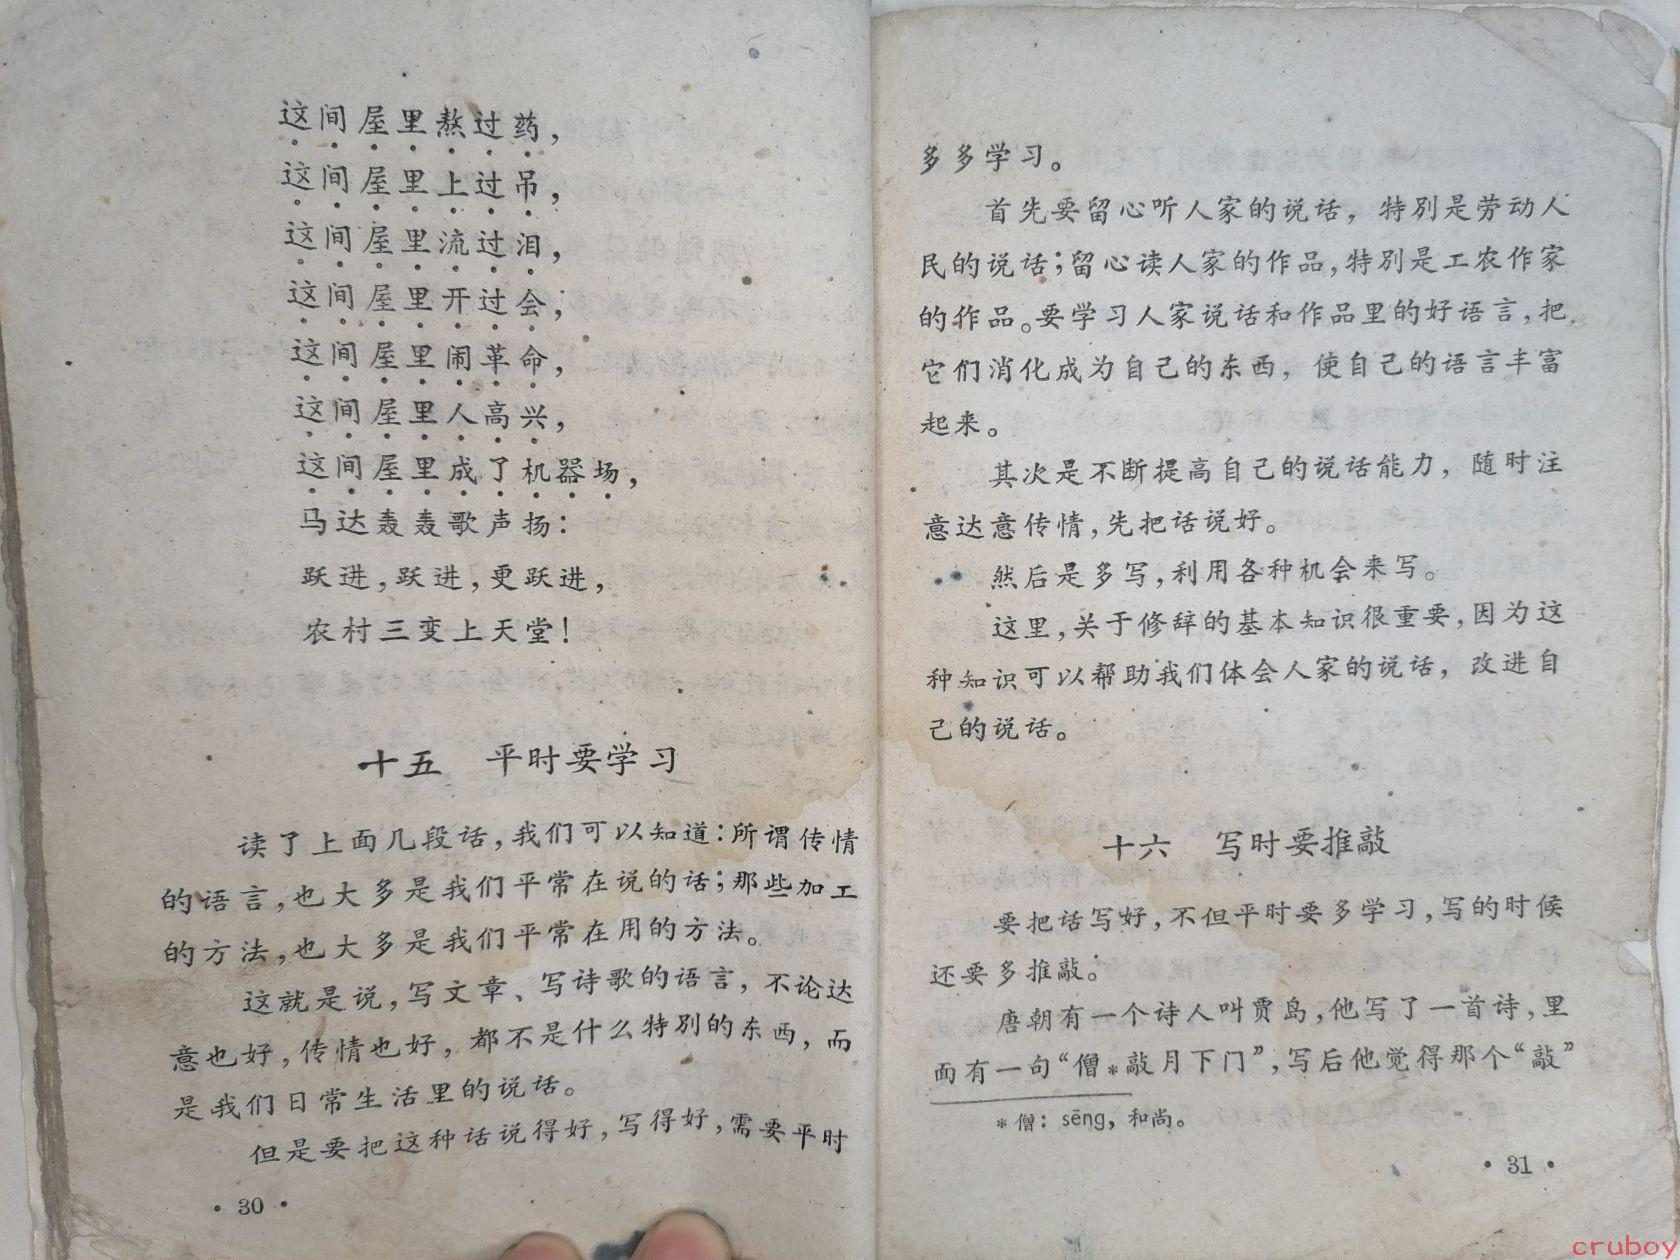 这间屋里熬过药，
这间屋里上过吊，
这间屋里流过泪，
这间屋里开过会，
这间屋里闹革命，
这间屋里人高兴，
这间屋里成了机器场，
马达轰轰歌声扬：
跃进，跃进，更跃进，
农村三变上天堂！
十五 平时要学习
读了上面几段话，我们可以知道：所谓传情
的语言，也大多是我们平常在说的话；那些加工
的方法，也大多是我们平常在用的方法。
这就是说，写文章、写诗歌的语言，不论达
意也好，传情也好，都不是什么特别的东西，而
是我们日常生活里的说话。
但是要把这种话说得好，写得好，需要平时
• 30 •
多多学习。
首先要留心听人家的说话，特别是劳动人
民的说话；留心读人家的作品，特别是工农作家
的作品。要学习人家说话和作品里的好语言，把
它们消化成为自己的东西，使自己的语言丰富
起来。
其次是不断提高自己的说话能力，随时注
意达意传情，先把话说好。
然后是多写，利用各种机会来写。
这里，关于修辞的基本知识很重要，因为这
种知识可以帮助我们体会人家的说话，改进自
己的说话。
十六 写时要推敲
要把话写好，不但平时要多学习，写的时候
还要多推敲。
唐朝有一个诗人叫贾岛，他写了一首诗，里
面有一句“僧*敲月下门”，写后他觉得那个“敲”
* 僧：sēng，和尚。
• 31 •
cruboy